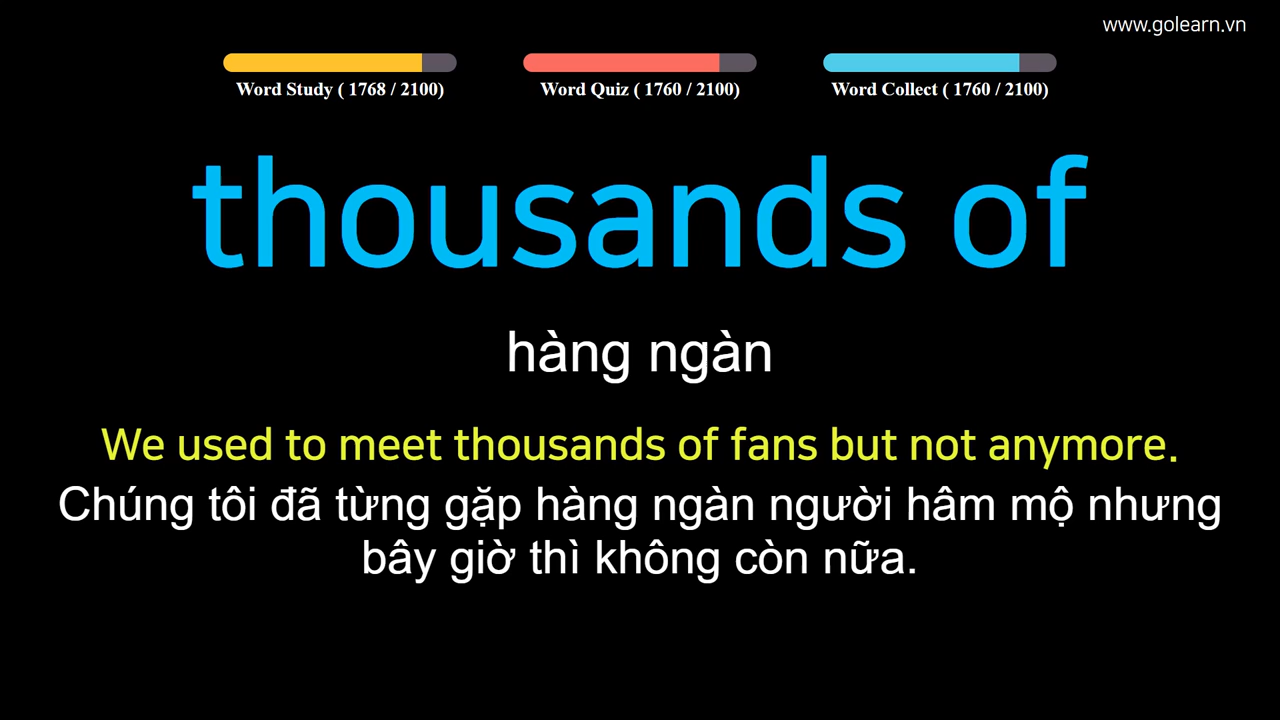 www.golearn.vn
Word Study ( 1768 / 2100)
Word Quiz ( 1760 / 2100)
Word Collect ( 1760 / 2100)
thousands of
hàng ngàn
We used to meet thousands of fans but not anymore.
Chúng tôi đã từng gặp hàng ngàn người hâm mộ nhưng
bây giờ thì không còn nữa.